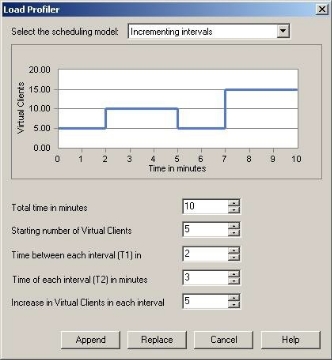 Load Profiler
Select the scheduling model: Incrementing intervals
20.00
15.00
10.00
5.00
0.00
Virtual Clients
0 1 2 3 4 5 6 7 8 9 10
Time in minutes
Total time in minutes 10
Starting number of Virtual Clients 5
Time between each interval (T1) in 2
Time of each interval (T2) in minutes 3
Increase in Virtual Clients in each interval 5
Append Replace Cancel Help